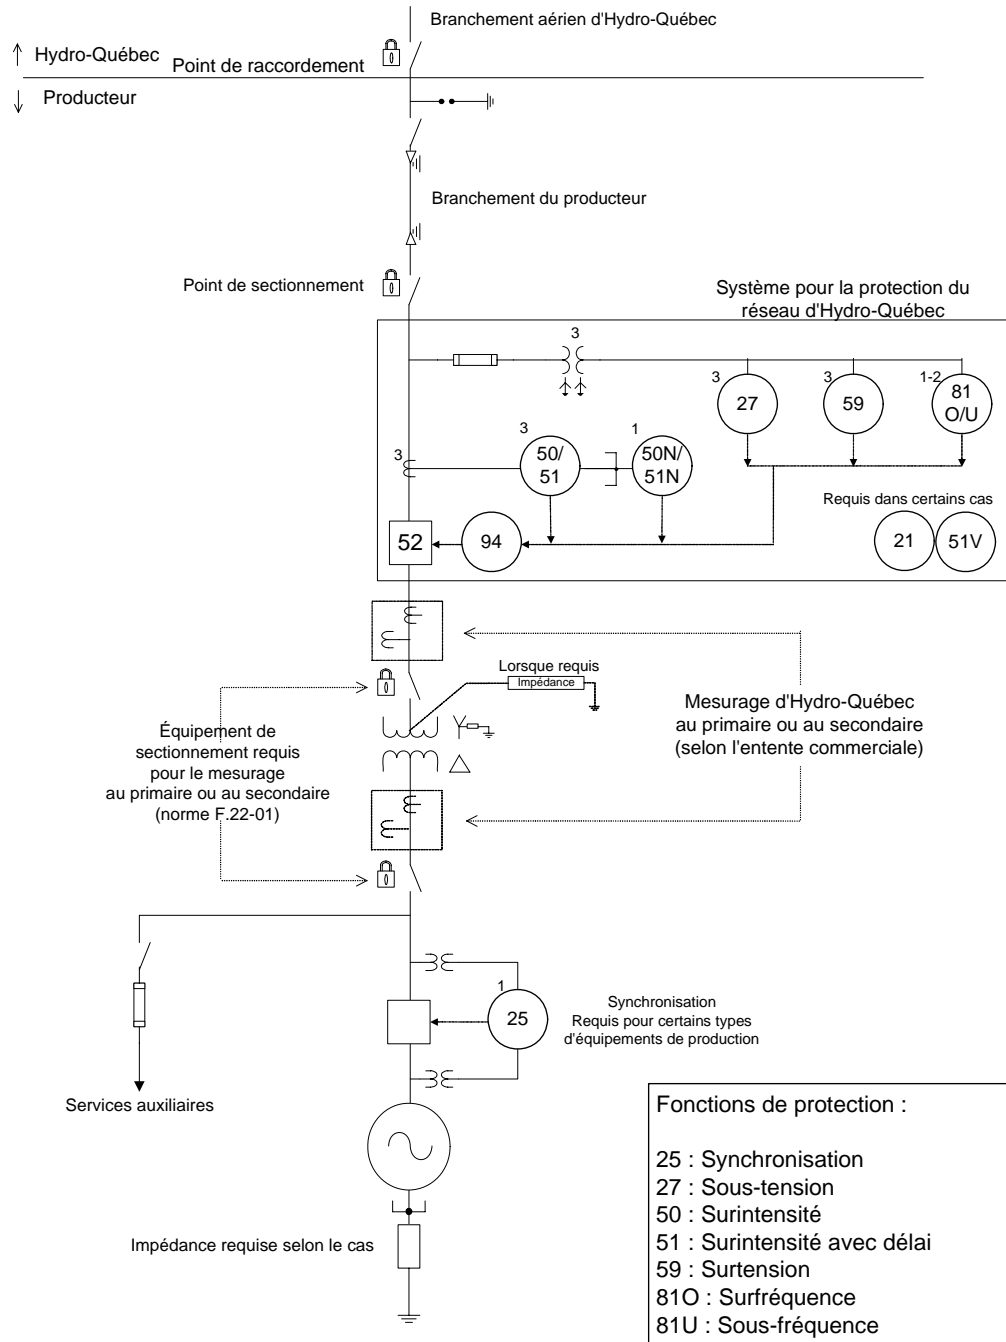 Branchement aérien d'Hydro-Québec
Hydro-Québec
Point de raccordement
Producteur
Branchement du producteur
Point de sectionnement
Système pour la protection du
réseau d'Hydro-Québec
3
3
27
3
59
1-2
81
O/U
3
50/
51
1
50N/
51N
3
Requis dans certains cas
52
94
21
51V
Lorsque requis
Impédance
Mesurage d'Hydro-Québec
au primaire ou au secondaire
(selon l'entente commerciale)
Équipement de
sectionnement requis
pour le mesurage
au primaire ou au secondaire
(norme F.22-01)
1
25
Synchronisation
Requis pour certains types
d'équipements de production
Services auxiliaires
Impédance requise selon le cas
Fonctions de protection :
25 : Synchronisation
27 : Sous-tension
50 : Surintensité
51 : Surintensité avec délai
59 : Surtension
81O : Surfréquence
81U : Sous-fréquence